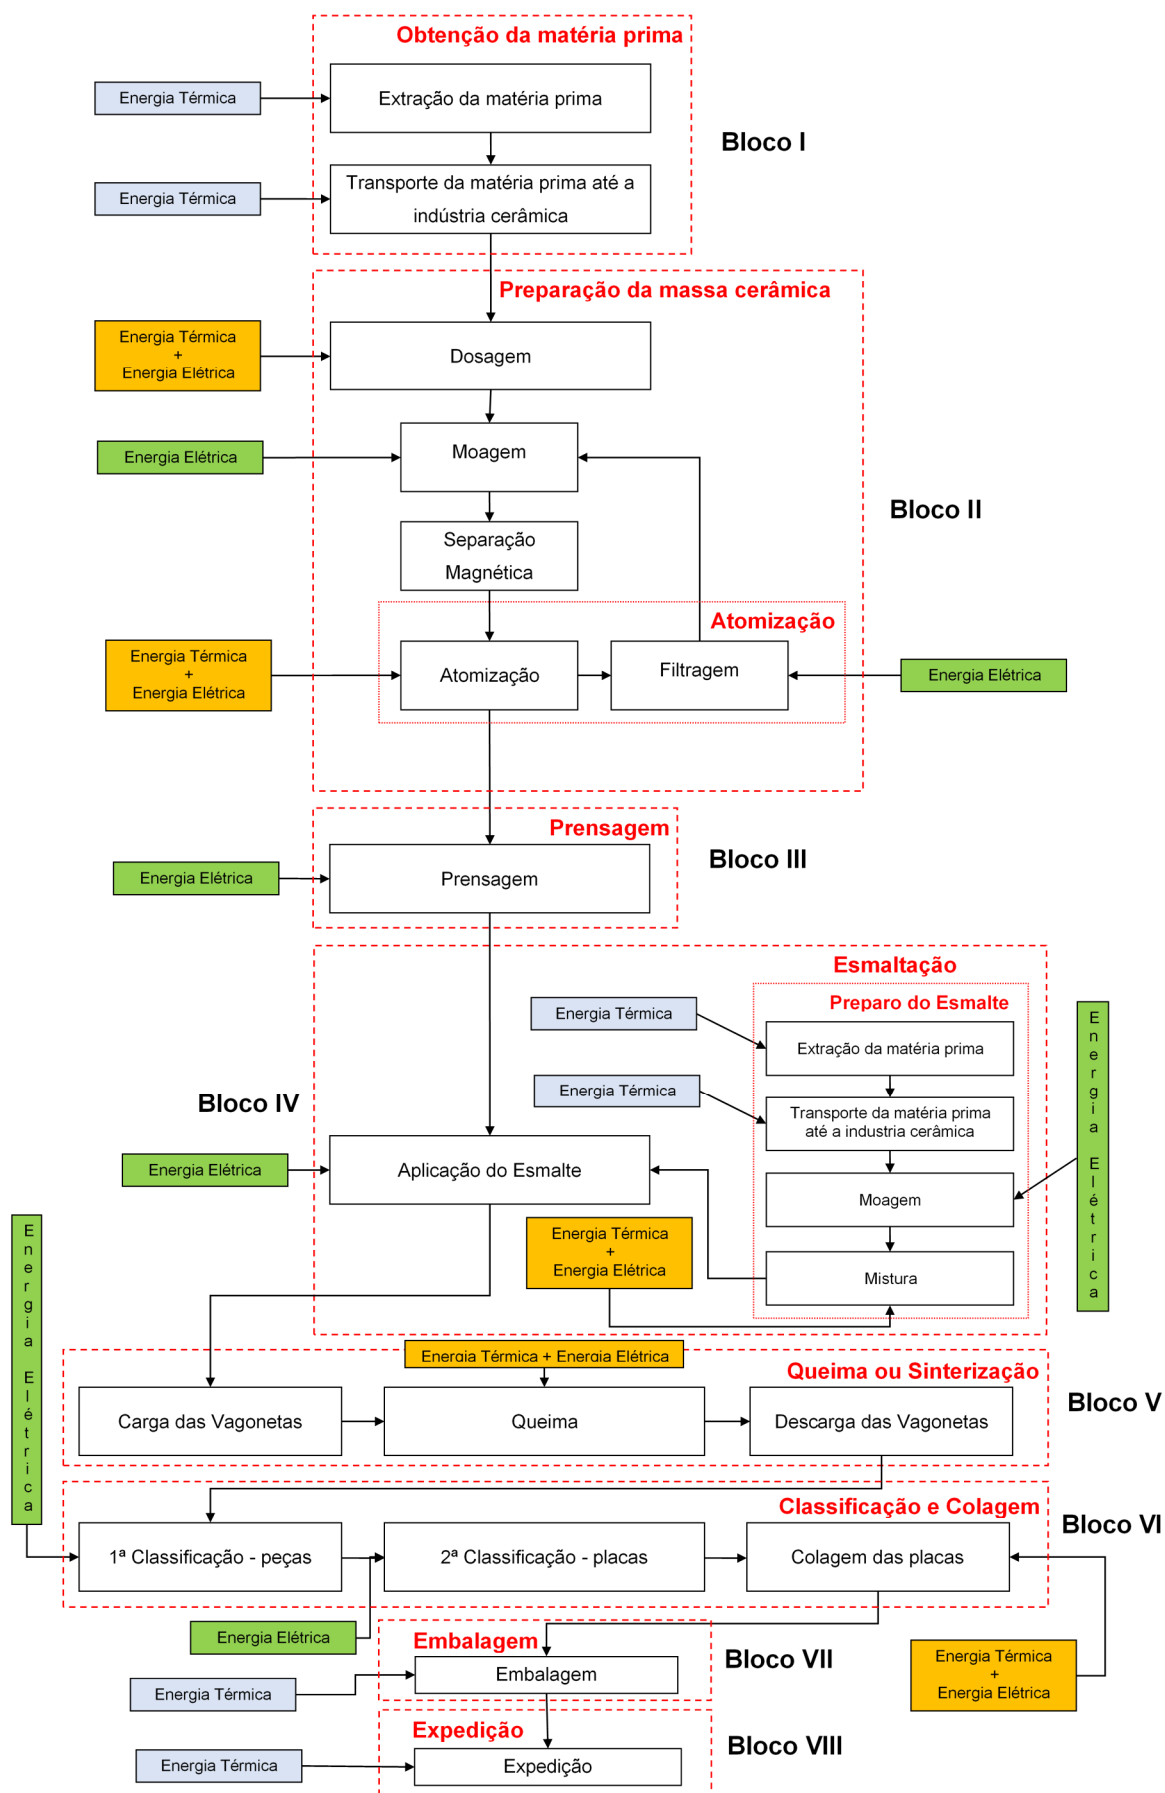 Obtenção da matéria prima
Energia Térmica
Extração da matéria prima
Bloco I
Energia Térmica
Transporte da matéria prima até a
indústria cerâmica
Preparação da massa cerâmica
Energia Térmica
+
Energia Elétrica
Dosagem
Energia Elétrica
Moagem
Bloco II
Separação
Magnética
Atomização
Energia Térmica
+
Energia Elétrica
Atomização
Filtragem
Energia Elétrica
Prensagem
Bloco III
Energia Elétrica
Prensagem
Esmaltação
Preparo do Esmalte
Energia Térmica
Extração da matéria prima
Energia Elétrica
Energia Térmica
Transporte da matéria prima
até a industria cerâmica
Bloco IV
Energia Elétrica
Aplicação do Esmalte
Moagem
Energia Térmica
+
Energia Elétrica
Mistura
Energia Elétrica
Energia Térmica + Energia Elétrica
Queima ou Sinterização
Bloco V
Carga das Vagonetas
Queima
Descarga das Vagonetas
Classificação e Colagem
Bloco VI
1ª Classificação - peças
2ª Classificação - placas
Colagem das placas
Energia Elétrica
Embalagem
Bloco VII
Energia Térmica
+
Energia Elétrica
Energia Térmica
Embalagem
Expedição
Bloco VIII
Energia Térmica
Expedição